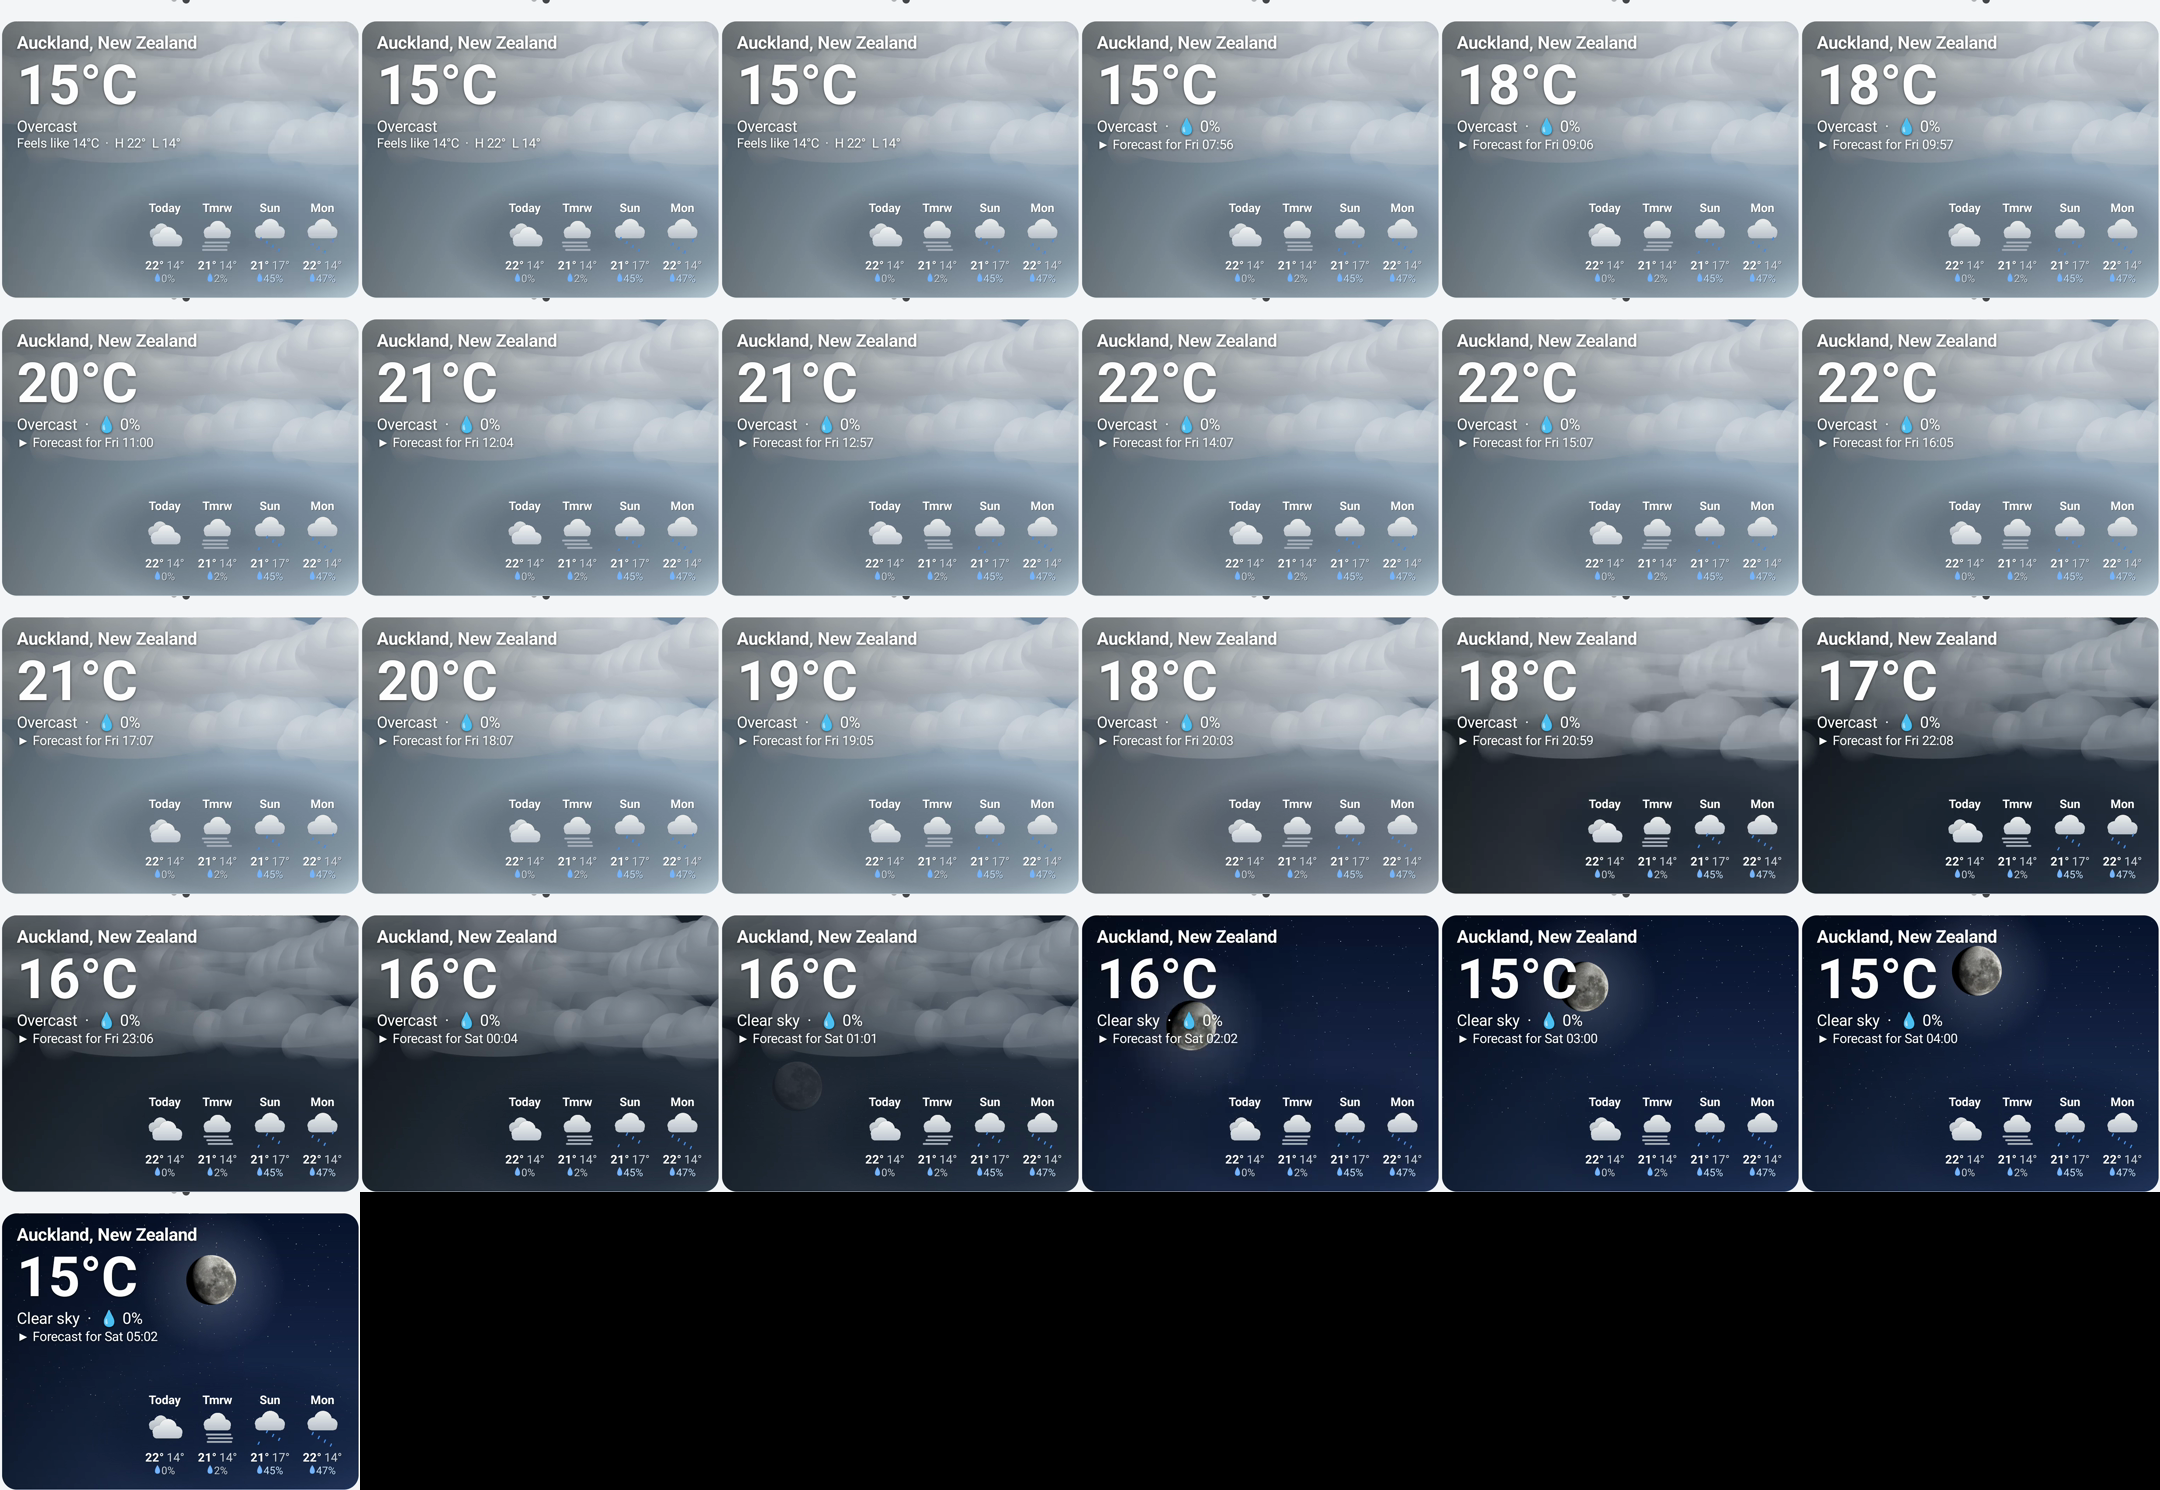 Auckland, New Zealand
15°C
Overcast
Feels like 14°C · H 22° L 14°
Today Tmrw Sun Mon
22° 14° 21° 14° 21° 17° 22° 14°
0% 2% 45% 47%
Auckland, New Zealand
15°C
Overcast
Feels like 14°C · H 22° L 14°
Today Tmrw Sun Mon
22° 14° 21° 14° 21° 17° 22° 14°
0% 2% 45% 47%
Auckland, New Zealand
15°C
Overcast
Feels like 14°C · H 22° L 14°
Today Tmrw Sun Mon
22° 14° 21° 14° 21° 17° 22° 14°
0% 2% 45% 47%
Auckland, New Zealand
15°C
Overcast · 0%
► Forecast for Fri 07:56
Today Tmrw Sun Mon
22° 14° 21° 14° 21° 17° 22° 14°
0% 2% 45% 47%
Auckland, New Zealand
18°C
Overcast · 0%
► Forecast for Fri 09:06
Today Tmrw Sun Mon
22° 14° 21° 14° 21° 17° 22° 14°
0% 2% 45% 47%
Auckland, New Zealand
18°C
Overcast · 0%
► Forecast for Fri 09:57
Today Tmrw Sun Mon
22° 14° 21° 14° 21° 17° 22° 14°
0% 2% 45% 47%
Auckland, New Zealand
20°C
Overcast · 0%
► Forecast for Fri 11:00
Today Tmrw Sun Mon
22° 14° 21° 14° 21° 17° 22° 14°
0% 2% 45% 47%
Auckland, New Zealand
21°C
Overcast · 0%
► Forecast for Fri 12:04
Today Tmrw Sun Mon
22° 14° 21° 14° 21° 17° 22° 14°
0% 2% 45% 47%
Auckland, New Zealand
21°C
Overcast · 0%
► Forecast for Fri 12:57
Today Tmrw Sun Mon
22° 14° 21° 14° 21° 17° 22° 14°
0% 2% 45% 47%
Auckland, New Zealand
22°C
Overcast · 0%
► Forecast for Fri 14:07
Today Tmrw Sun Mon
22° 14° 21° 14° 21° 17° 22° 14°
0% 2% 45% 47%
Auckland, New Zealand
22°C
Overcast · 0%
► Forecast for Fri 15:07
Today Tmrw Sun Mon
22° 14° 21° 14° 21° 17° 22° 14°
0% 2% 45% 47%
Auckland, New Zealand
22°C
Overcast · 0%
► Forecast for Fri 16:05
Today Tmrw Sun Mon
22° 14° 21° 14° 21° 17° 22° 14°
0% 2% 45% 47%
Auckland, New Zealand
21°C
Overcast · 0%
► Forecast for Fri 17:07
Today Tmrw Sun Mon
22° 14° 21° 14° 21° 17° 22° 14°
0% 2% 45% 47%
Auckland, New Zealand
20°C
Overcast · 0%
► Forecast for Fri 18:07
Today Tmrw Sun Mon
22° 14° 21° 14° 21° 17° 22° 14°
0% 2% 45% 47%
Auckland, New Zealand
19°C
Overcast · 0%
► Forecast for Fri 19:05
Today Tmrw Sun Mon
22° 14° 21° 14° 21° 17° 22° 14°
0% 2% 45% 47%
Auckland, New Zealand
18°C
Overcast · 0%
► Forecast for Fri 20:03
Today Tmrw Sun Mon
22° 14° 21° 14° 21° 17° 22° 14°
0% 2% 45% 47%
Auckland, New Zealand
18°C
Overcast · 0%
► Forecast for Fri 20:59
Today Tmrw Sun Mon
22° 14° 21° 14° 21° 17° 22° 14°
0% 2% 45% 47%
Auckland, New Zealand
17°C
Overcast · 0%
► Forecast for Fri 22:08
Today Tmrw Sun Mon
22° 14° 21° 14° 21° 17° 22° 14°
0% 2% 45% 47%
Auckland, New Zealand
16°C
Overcast · 0%
► Forecast for Fri 23:06
Today Tmrw Sun Mon
22° 14° 21° 14° 21° 17° 22° 14°
0% 2% 45% 47%
Auckland, New Zealand
16°C
Overcast · 0%
► Forecast for Sat 00:04
Today Tmrw Sun Mon
22° 14° 21° 14° 21° 17° 22° 14°
0% 2% 45% 47%
Auckland, New Zealand
16°C
Clear sky · 0%
► Forecast for Sat 01:01
Today Tmrw Sun Mon
22° 14° 21° 14° 21° 17° 22° 14°
0% 2% 45% 47%
Auckland, New Zealand
16°C
Clear sky · 0%
► Forecast for Sat 02:02
Today Tmrw Sun Mon
22° 14° 21° 14° 21° 17° 22° 14°
0% 2% 45% 47%
Auckland, New Zealand
15°C
Clear sky · 0%
► Forecast for Sat 03:00
Today Tmrw Sun Mon
22° 14° 21° 14° 21° 17° 22° 14°
0% 2% 45% 47%
Auckland, New Zealand
15°C
Clear sky · 0%
► Forecast for Sat 04:00
Today Tmrw Sun Mon
22° 14° 21° 14° 21° 17° 22° 14°
0% 2% 45% 47%
Auckland, New Zealand
15°C
Clear sky · 0%
► Forecast for Sat 05:02
Today Tmrw Sun Mon
22° 14° 21° 14° 21° 17° 22° 14°
0% 2% 45% 47%